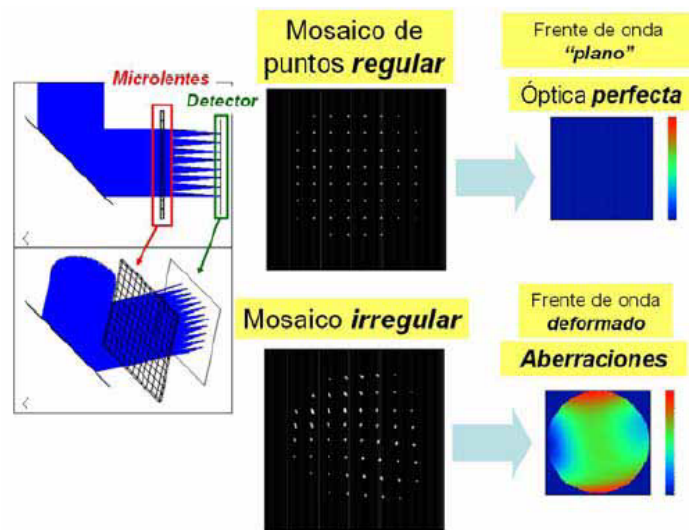 Microlentes
Detector
Mosaico de
puntos regular
Frente de onda
“plano”
Óptica perfecta
Mosaico irregular
Frente de onda
deformado
Aberraciones